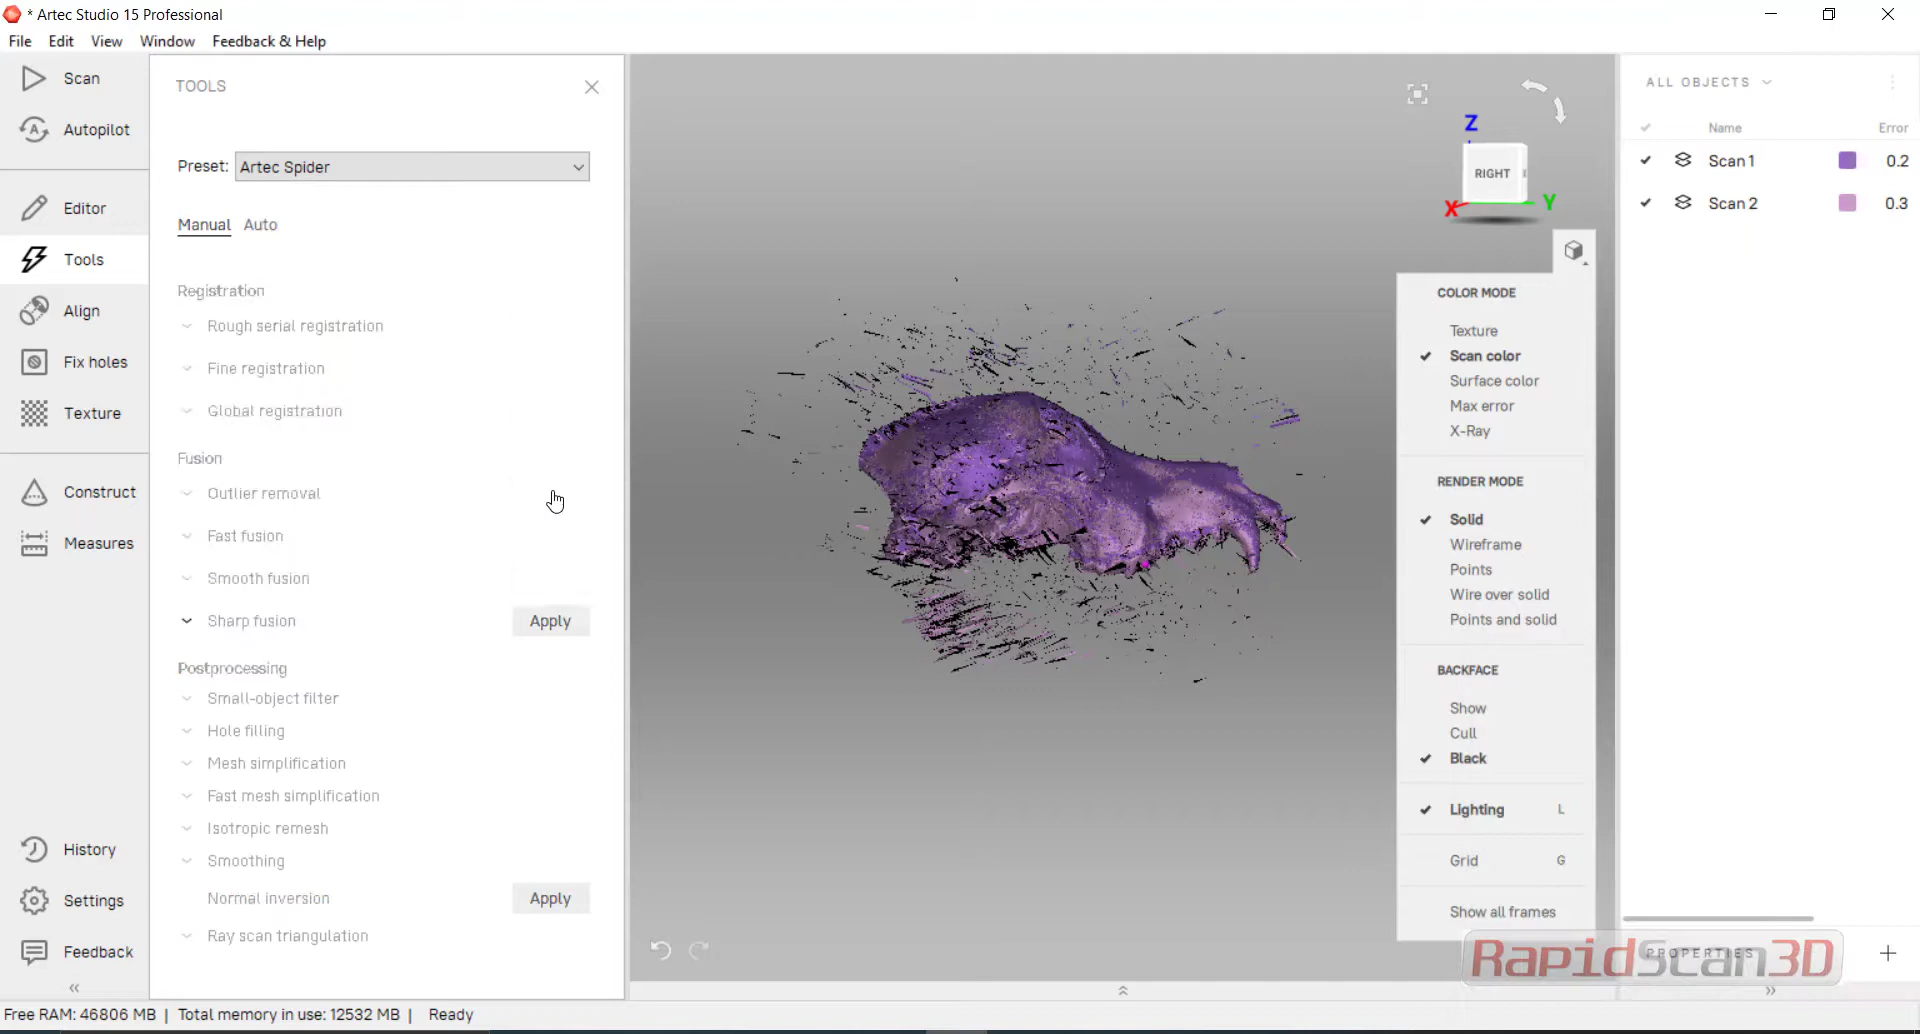 * Artec Studio 15 Professional
File Edit View Window Feedback & Help
Scan
Autopilot
Editor
Tools
Align
Fix holes
Texture
Construct
Measures
History
Settings
Feedback
TOOLS
Preset: Artec Spider
Manual Auto
Registration
Rough serial registration
Fine registration
Global registration
Fusion
Outlier removal
Fast fusion
Smooth fusion
Sharp fusion Apply
Postprocessing
Small-object filter
Hole filling
Mesh simplification
Fast mesh simplification
Isotropic remesh
Smoothing
Normal inversion Apply
Ray scan triangulation
Z
RIGHT
X Y
COLOR MODE
Texture
Scan color
Surface color
Max error
X-Ray
RENDER MODE
Solid
Wireframe
Points
Wire over solid
Points and solid
BACKFACE
Show
Cull
Black
Lighting L
Grid G
Show all frames
ALL OBJECTS
Name Error
Scan 1 0.2
Scan 2 0.3
PROPERTIES
RapidScan3D
Free RAM: 46806 MB | Total memory in use: 12532 MB | Ready